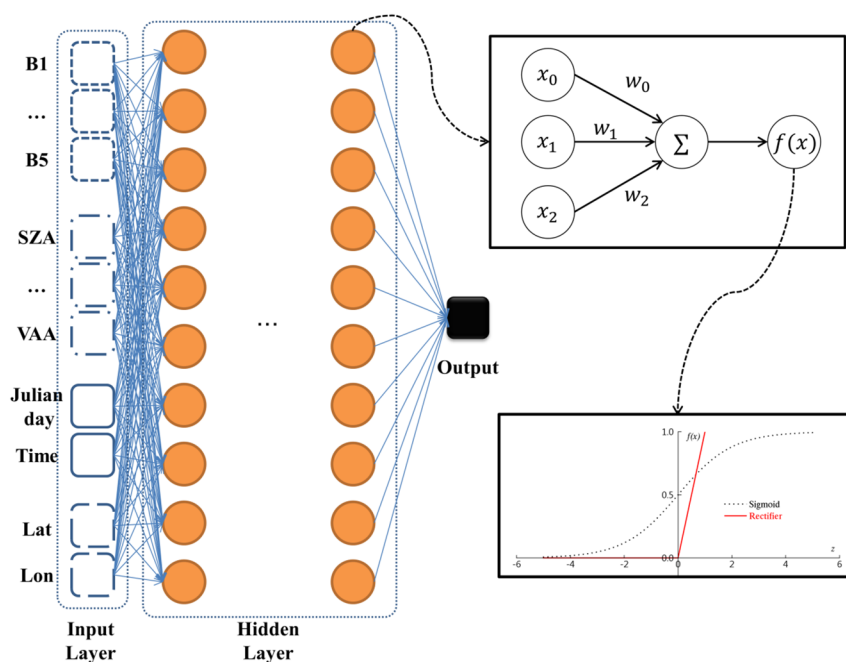 B1
...
B5
SZA
...
VAA
Julian
day
Time
Lat
Lon
Input
Layer
...
Hidden
Layer
Output
x₀
w₀
x₁
w₁
Σ
f(x)
x₂
w₂
1.0
f(x)
0.5
Sigmoid
Rectifier
z
0.0
-6
-4
-2
0
2
4
6